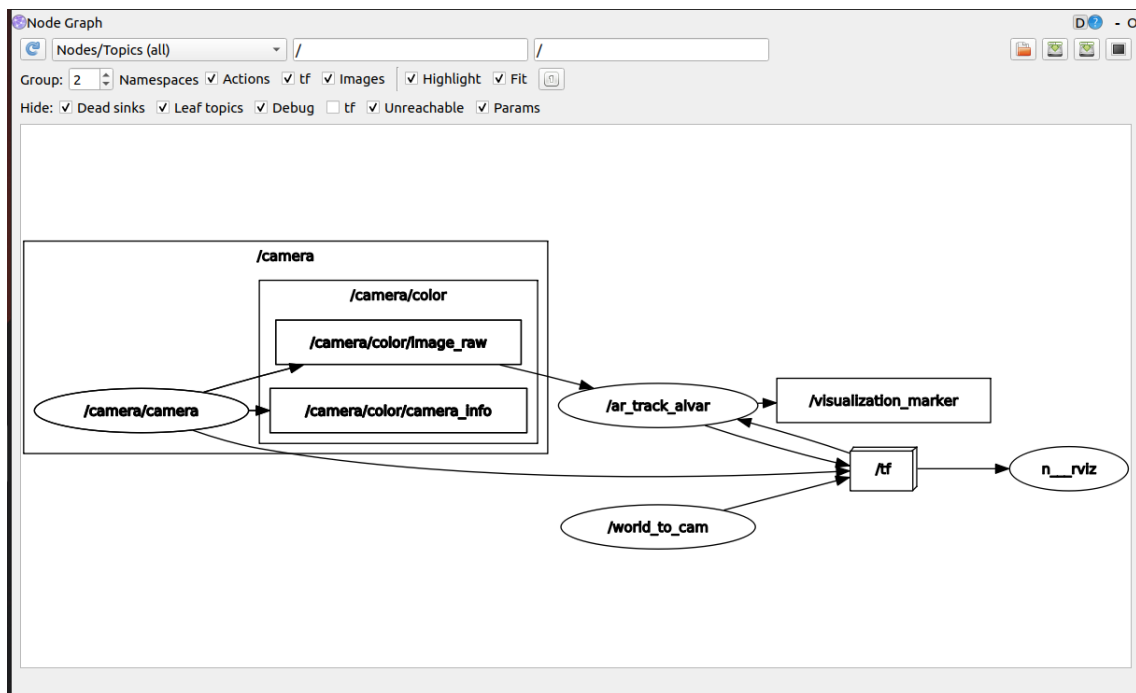 Node Graph
D ? - O
Nodes/Topics (all) / /
Group: 2 Namespaces Actions tf Images Highlight Fit
Hide: Dead sinks Leaf topics Debug tf Unreachable Params
/camera
/camera/color
/camera/color/image_raw
/camera/camera
/camera/color/camera_info
/ar_track_alvar
/visualization_marker
/tf
n___rviz
/world_to_cam